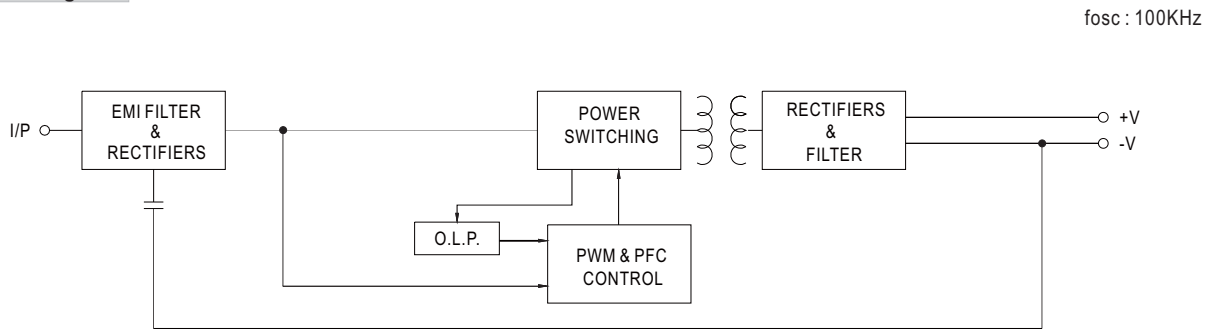 fosc : 100KHz
EMI FILTER
&
RECTIFIERS
I/P
POWER
SWITCHING
RECTIFIERS
&
FILTER
+V
-V
O.L.P.
PWM & PFC
CONTROL